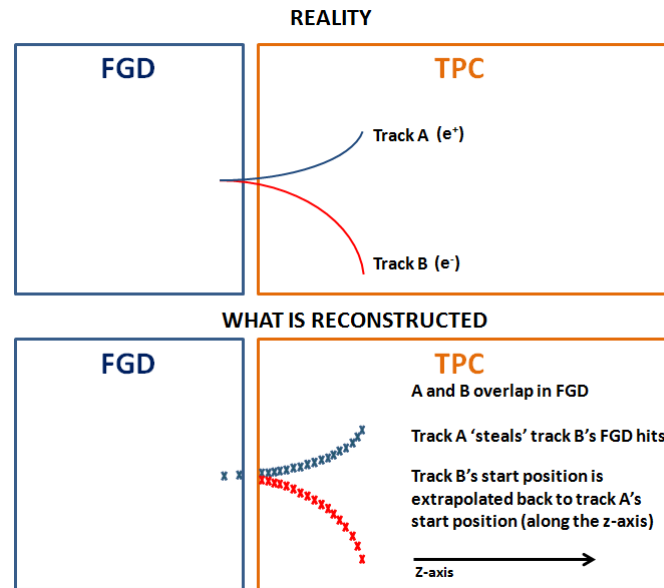 REALITY
FGD
TPC
Track A (e⁺)
Track B (e⁻)
WHAT IS RECONSTRUCTED
FGD
TPC
A and B overlap in FGD
Track A ‘steals’ track B’s FGD hits
Track B’s start position is
extrapolated back to track A’s
start position (along the z-axis)
Z-axis